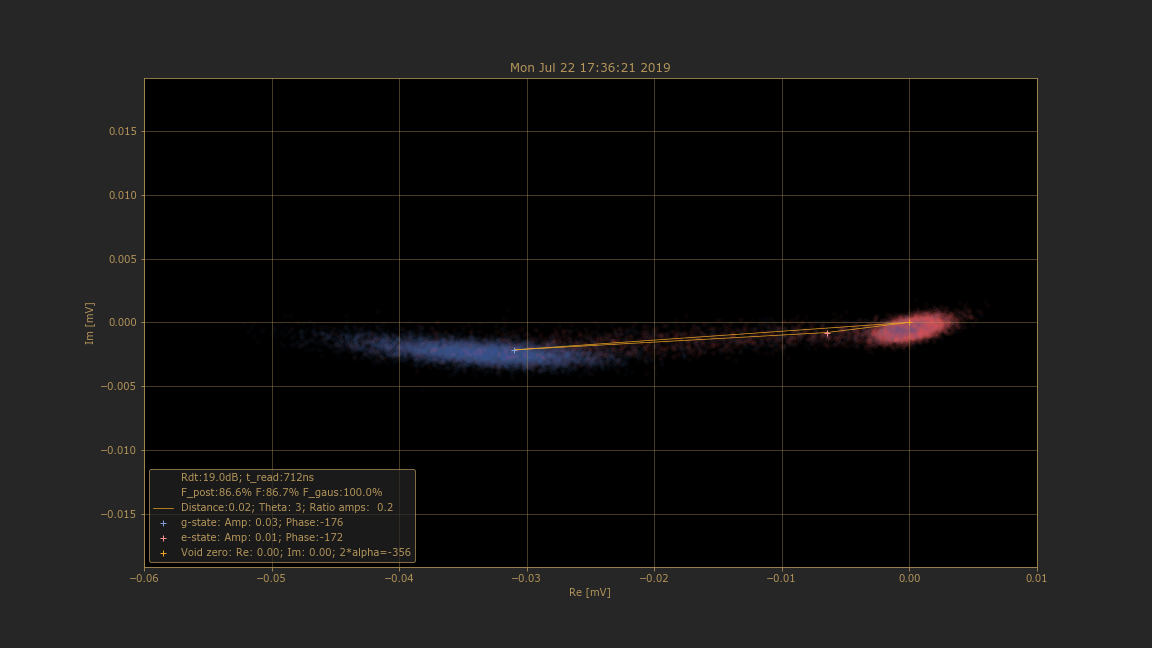 Mon Jul 22 17:36:21 2019
Im [mV]
0.015
0.010
0.005
0.000
−0.005
−0.010
−0.015
Rdt:19.0dB; t_read:712ns
F_post:86.6% F:86.7% F_gaus:100.0%
Distance:0.02; Theta: 3; Ratio amps: 0.2
g-state: Amp: 0.03; Phase:-176
e-state: Amp: 0.01; Phase:-172
Void zero: Re: 0.00; Im: 0.00; 2*alpha=-356
−0.06 −0.05 −0.04 −0.03 −0.02 −0.01 0.00 0.01
Re [mV]